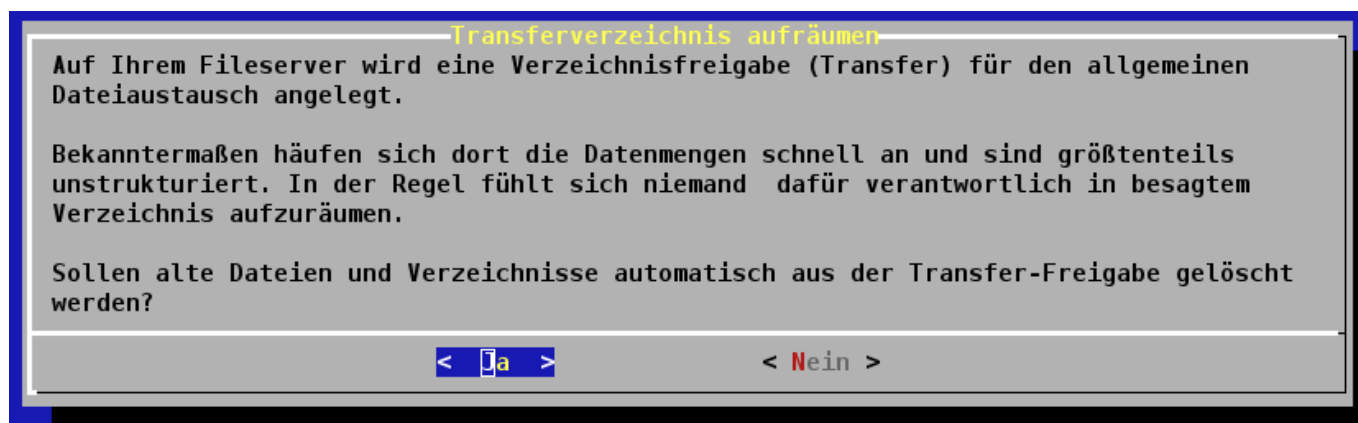 Transferverzeichnis aufräumen
Auf Ihrem Fileserver wird eine Verzeichnisfreigabe (Transfer) für den allgemeinen
Dateiaustausch angelegt.
Bekanntermaßen häufen sich dort die Datenmengen schnell an und sind größtenteils
unstrukturiert. In der Regel fühlt sich niemand  dafür verantwortlich in besagtem
Verzeichnis aufzuräumen.
Sollen alte Dateien und Verzeichnisse automatisch aus der Transfer-Freigabe gelöscht
werden?
< Ja > < Nein >